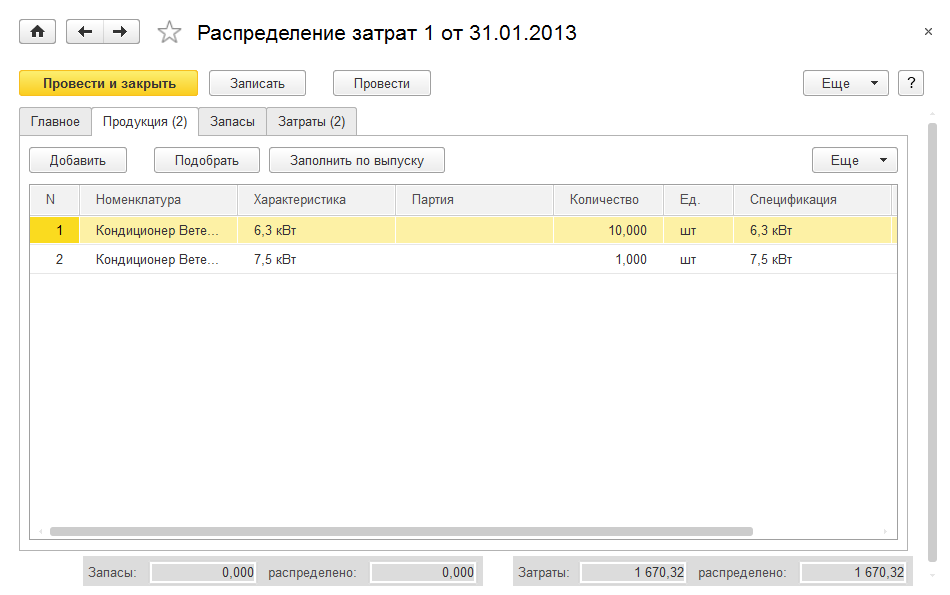 Распределение затрат 1 от 31.01.2013
Провести и закрыть Записать Провести Еще ?
Главное Продукция (2) Запасы Затраты (2)
Добавить Подобрать Заполнить по выпуску Еще
N Номенклатура Характеристика Партия Количество Ед. Спецификация
1 Кондиционер Вете... 6,3 кВт 10,000 шт 6,3 кВт
2 Кондиционер Вете... 7,5 кВт 1,000 шт 7,5 кВт
Запасы: 0,000 распределено: 0,000 Затраты: 1 670,32 распределено: 1 670,32